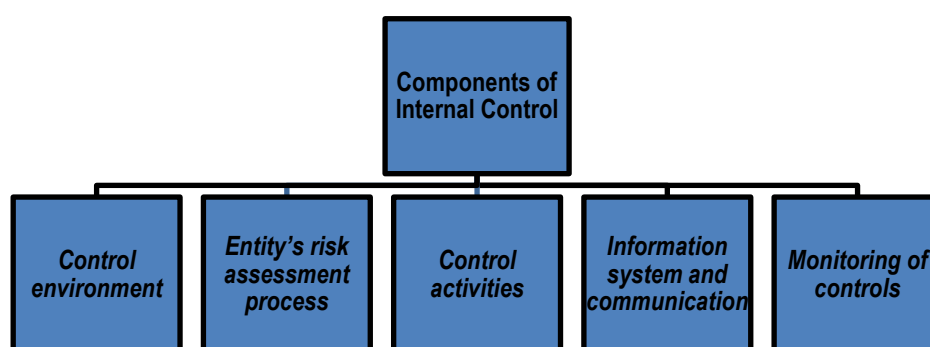 Components of
Internal Control
Control
environment
Entity’s risk
assessment
process
Control
activities
Information
system and
communication
Monitoring of
controls